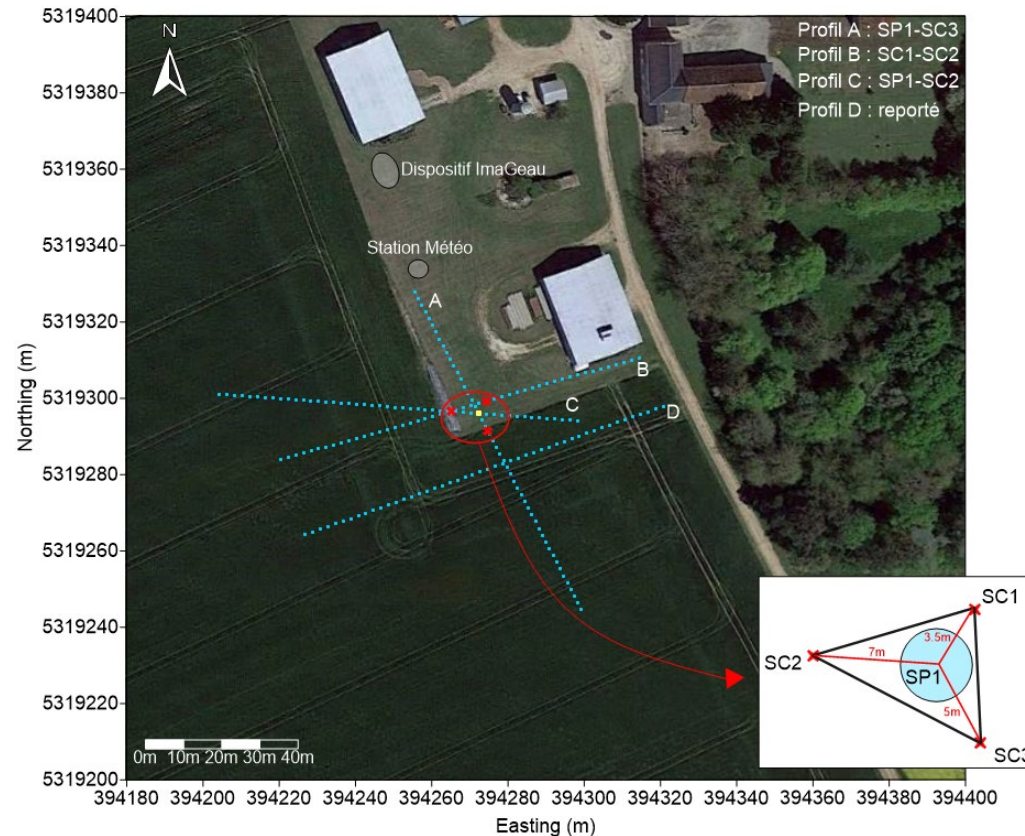 N
Profil A : SP1-SC3
Profil B : SC1-SC2
Profil C : SP1-SC2
Profil D : reporté
Dispositif ImaGeau
Station Météo
A
B
C
D
5319400
5319380
5319360
5319340
5319320
5319300
5319280
5319260
5319240
5319220
5319200
Northing (m)
0m 10m 20m 30m 40m
394180 394200 394220 394240 394260 394280 394300 394320 394340 394360 394380 394400
Easting (m)
SC1
3.5m
SC2
7m
SP1
5m
SC3